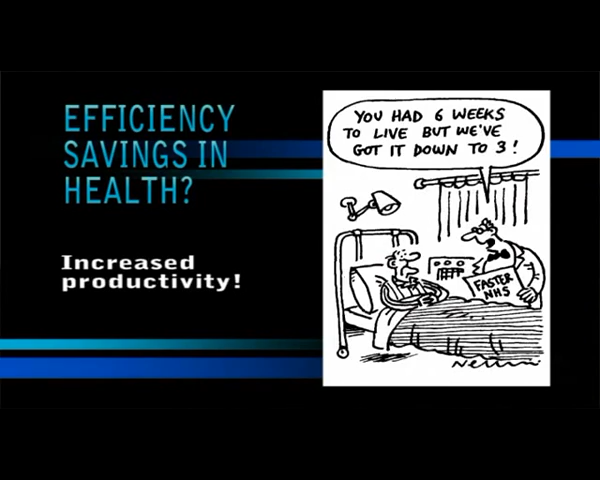 EFFICIENCY
SAVINGS IN
HEALTH?
Increased
productivity!
YOU HAD 6 WEEKS
TO LIVE BUT WE'VE
GOT IT DOWN TO 3!
FASTER
NHS